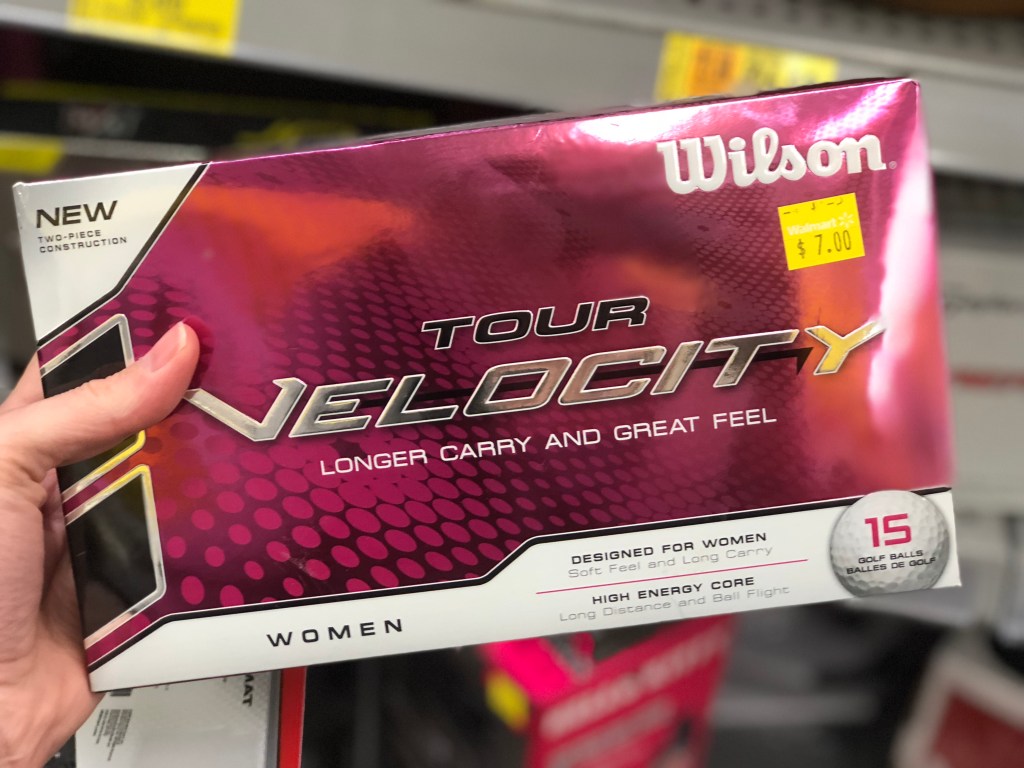 NEW
TWO-PIECE
CONSTRUCTION
Wilson
Walmart
$ 7.00
TOUR
VELOCITY
LONGER CARRY AND GREAT FEEL
DESIGNED FOR WOMEN
Soft Feel and Long Carry
HIGH ENERGY CORE
Long Distance and Ball Flight
15
GOLF BALLS
BALLES DE GOLF
WOMEN